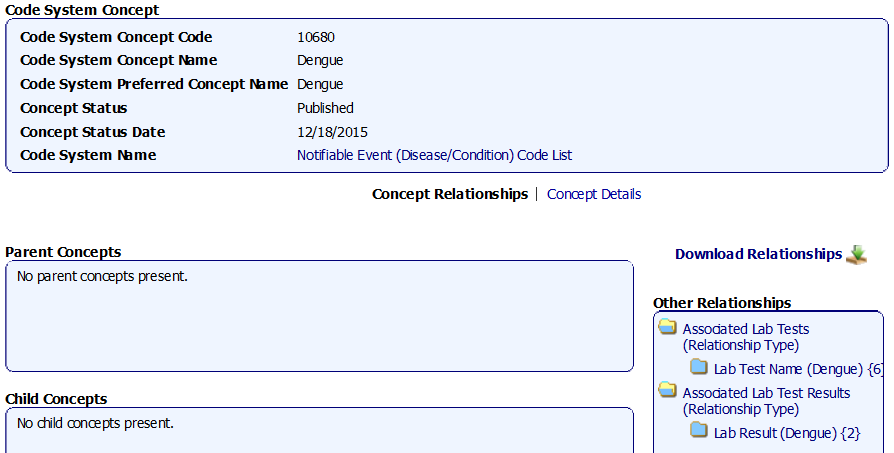 Code System Concept
Code System Concept Code 10680
Code System Concept Name Dengue
Code System Preferred Concept Name Dengue
Concept Status Published
Concept Status Date 12/18/2015
Code System Name Notifiable Event (Disease/Condition) Code List
Concept Relationships | Concept Details
Parent Concepts
No parent concepts present.
Child Concepts
No child concepts present.
Download Relationships
Other Relationships
Associated Lab Tests
(Relationship Type)
Lab Test Name (Dengue) {6}
Associated Lab Test Results
(Relationship Type)
Lab Result (Dengue) {2}